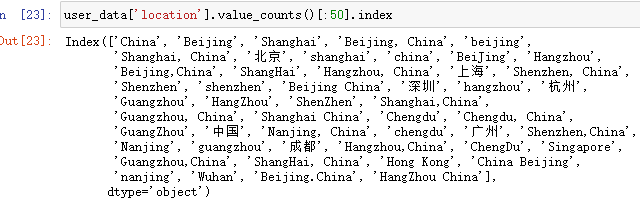 n [23]: user_data['location'].value_counts()[:50].index
Out[23]: Index(['China', 'Beijing', 'Shanghai', 'Beijing, China', 'beijing',
'Shanghai, China', '北京', 'shanghai', 'china', 'BeiJing', 'Hangzhou',
'Beijing,China', 'ShangHai', 'Hangzhou, China', '上海', 'Shenzhen, China',
'Shenzhen', 'shenzhen', 'Beijing China', '深圳', 'hangzhou', '杭州',
'Guangzhou', 'HangZhou', 'ShenZhen', 'Shanghai,China',
'Guangzhou, China', 'Shanghai China', 'Chengdu', 'Chengdu, China',
'GuangZhou', '中国', 'Nanjing, China', 'chengdu', '广州', 'Shenzhen,China',
'Nanjing', 'guangzhou', '成都', 'Hangzhou,China', 'ChengDu', 'Singapore',
'Guangzhou,China', 'ShangHai, China', 'Hong Kong', 'China Beijing',
'nanjing', 'Wuhan', 'Beijing.China', 'HangZhou China'],
dtype='object')